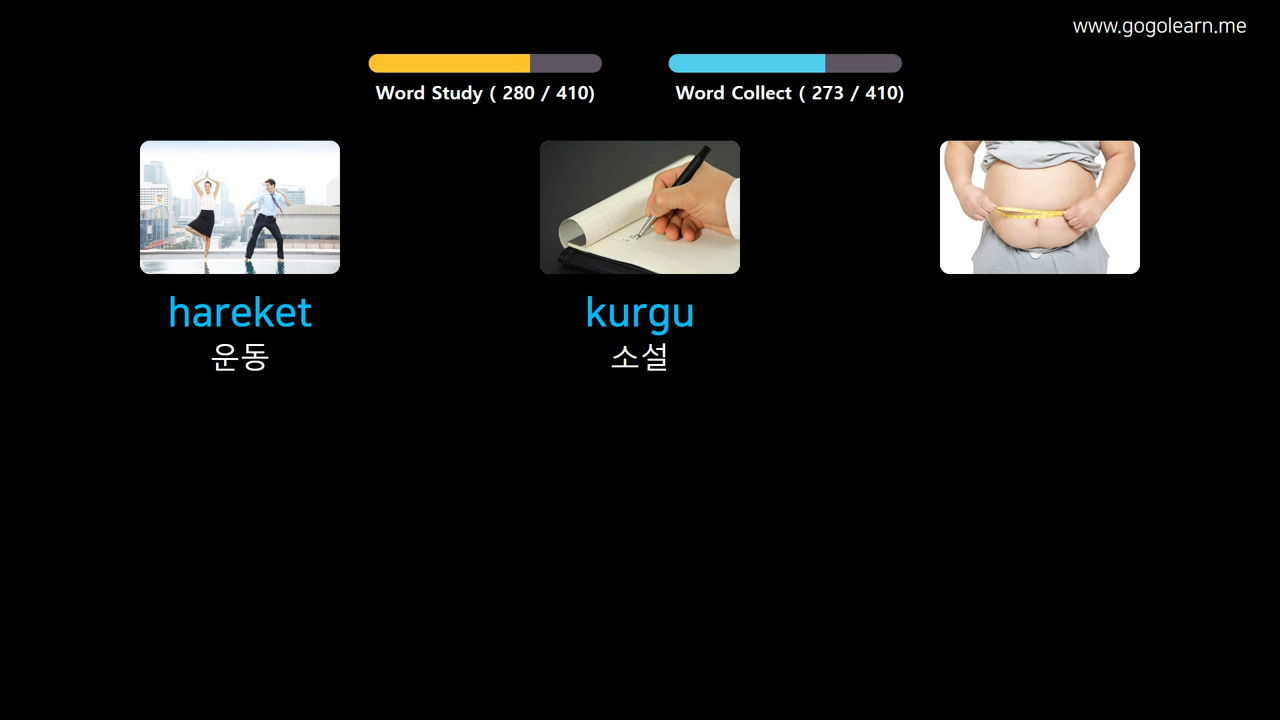 www.gogolearn.me
Word Study ( 280 / 410)
Word Collect ( 273 / 410)
hareket
운동
kurgu
소설